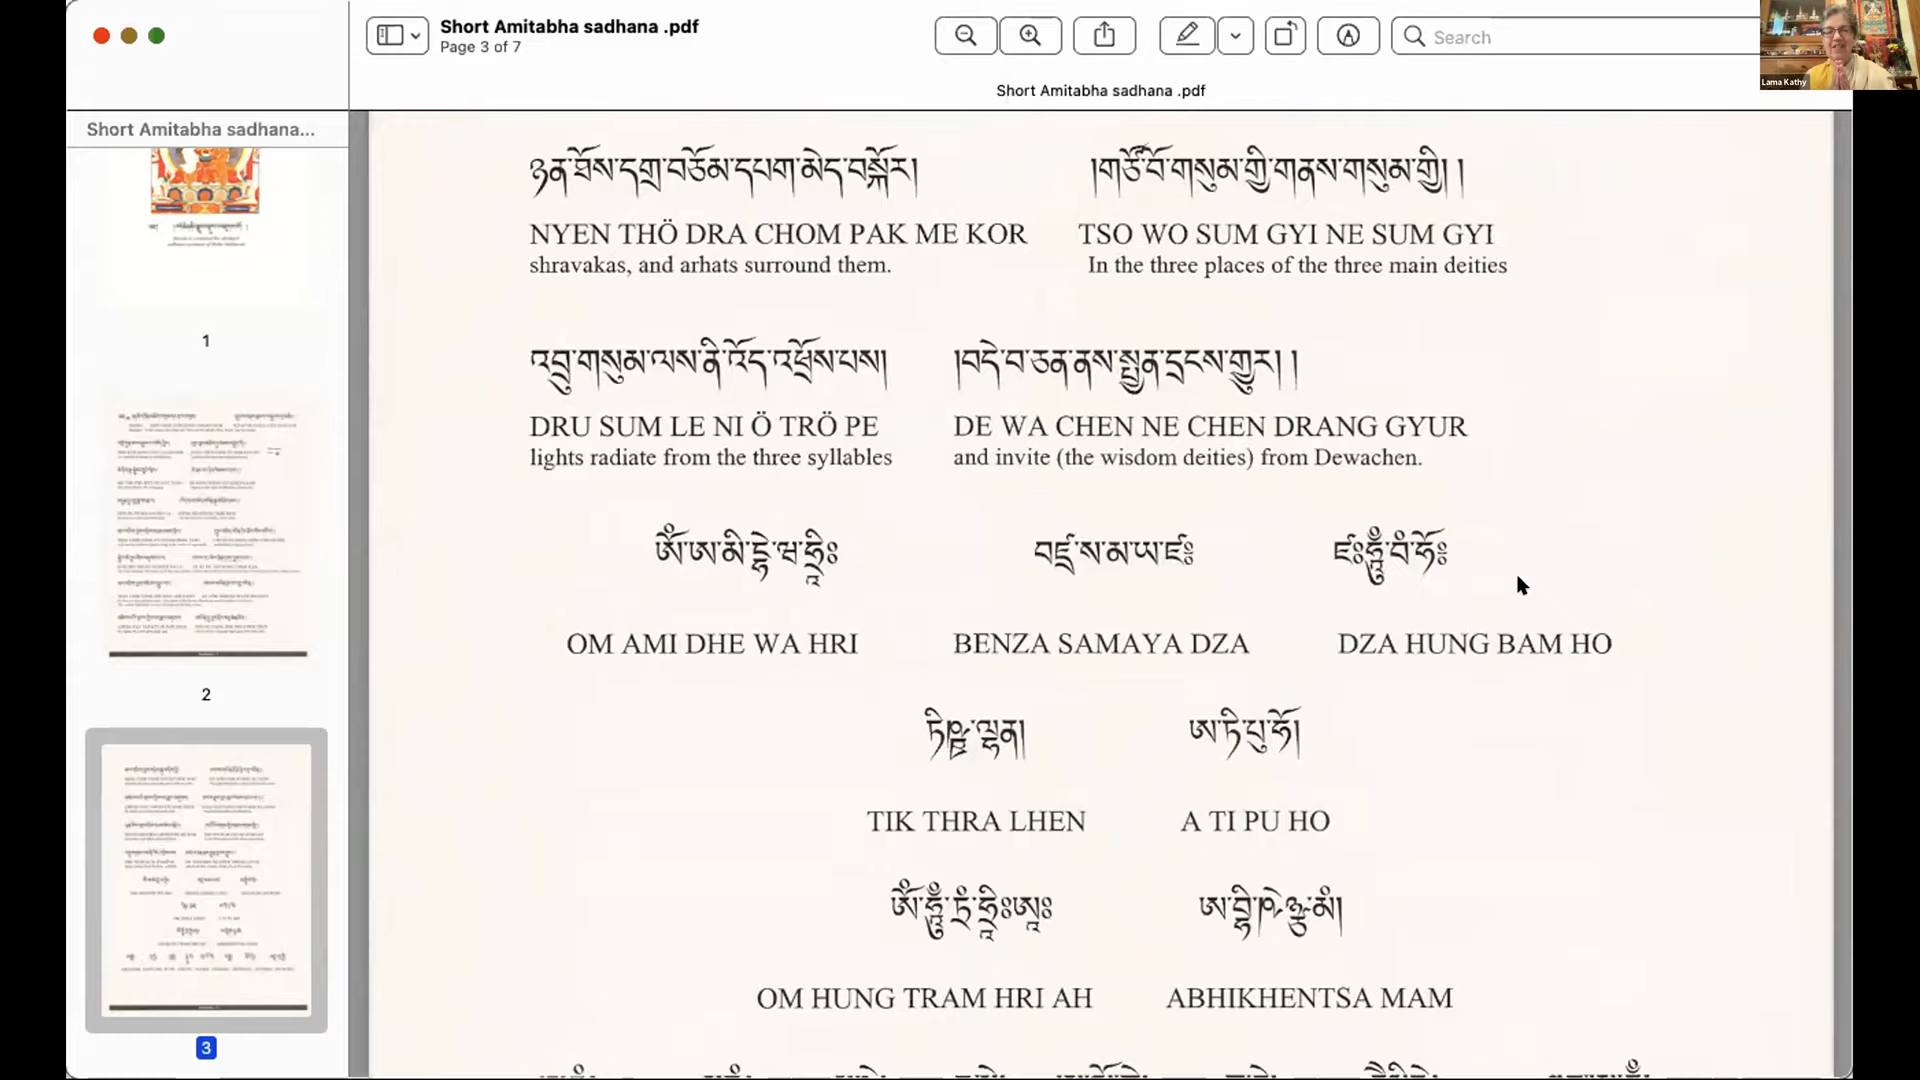 Short Amitabha sadhana .pdf
Page 3 of 7
Search
Lama Kathy
Short Amitabha sadhana .pdf
Short Amitabha sadhana...
1
2
3
ཉན་ཐོས་དགྲ་བཅོམ་དཔག་མེད་བསྐོར། །གཙོ་བོ་གསུམ་གྱི་གནས་གསུམ་གྱི། །
NYEN THÖ DRA CHOM PAK ME KOR TSO WO SUM GYI NE SUM GYI
shravakas, and arhats surround them. In the three places of the three main deities
འབྲུ་གསུམ་ལས་ནི་འོད་འཕྲོས་པས། །བདེ་བ་ཅན་ནས་སྤྱན་དྲངས་གྱུར། །
DRU SUM LE NI Ö TRÖ PE DE WA CHEN NE CHEN DRANG GYUR
lights radiate from the three syllables and invite (the wisdom deities) from Dewachen.
ཨོཾ་ཨ་མི་དྷེ་ཝ་ཧྲཱིཿ བཛྲ་ས་མ་ཡ་ཛཿ ཛཿཧཱུྃ་བཾ་ཧོཿ
OM AMI DHE WA HRI BENZA SAMAYA DZA DZA HUNG BAM HO
ཏིཥྛ་ལྷན། ཨ་ཏི་པུ་ཧོ།
TIK THRA LHEN A TI PU HO
ཨོཾ་ཧཱུྃ་ཏྲཾ་ཧྲཱིཿཨཱཿ ཨ་བྷི་ཥིཉྩ་མཾ།
OM HUNG TRAM HRI AH ABHIKHENTSA MAM